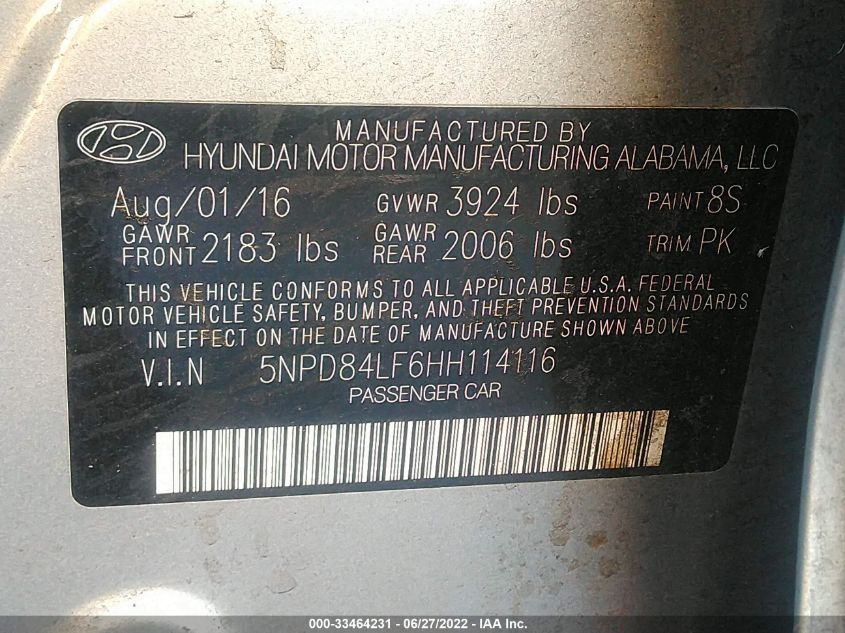 MANUFACTURED BY
HYUNDAI MOTOR MANUFACTURING ALABAMA, LLC
Aug/01/16 GVWR 3924 lbs PAINT 8S
GAWR FRONT 2183 lbs GAWR REAR 2006 lbs TRIM PK
THIS VEHICLE CONFORMS TO ALL APPLICABLE U.S.A. FEDERAL
MOTOR VEHICLE SAFETY, BUMPER, AND THEFT PREVENTION STANDARDS
IN EFFECT ON THE DATE OF MANUFACTURE SHOWN ABOVE
V.I.N 5NPD84LF6HH114116
PASSENGER CAR
000-33464231 - 06/27/2022 - IAA Inc.